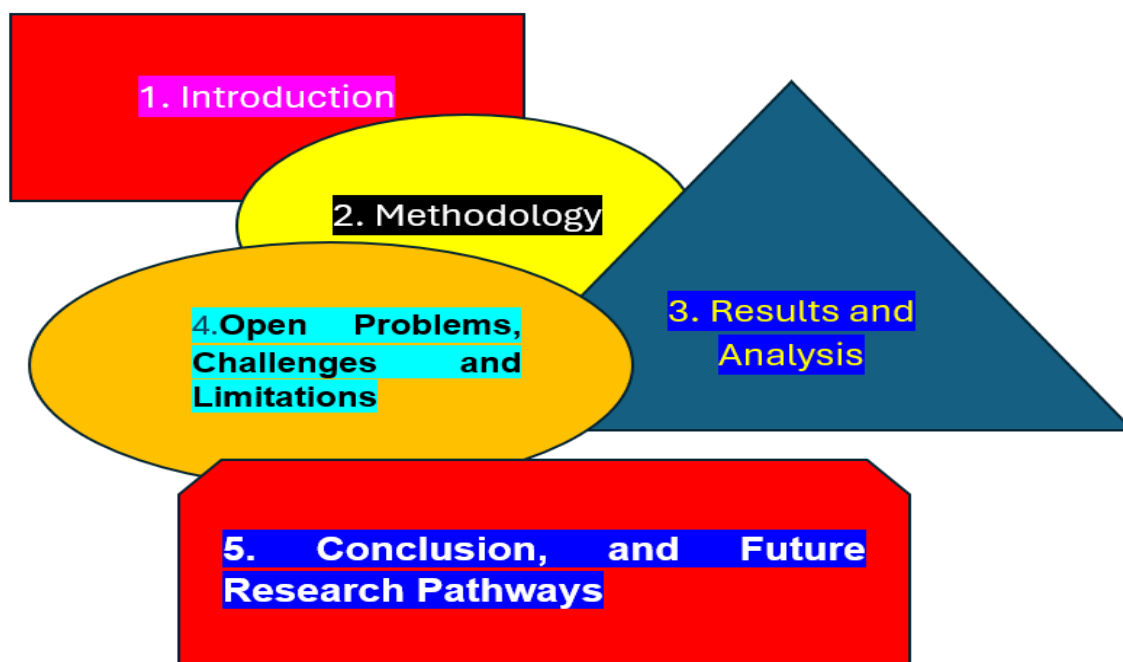 1. Introduction
2. Methodology
3. Results and
Analysis
4.Open Problems,
Challenges and
Limitations
5. Conclusion, and Future
Research Pathways